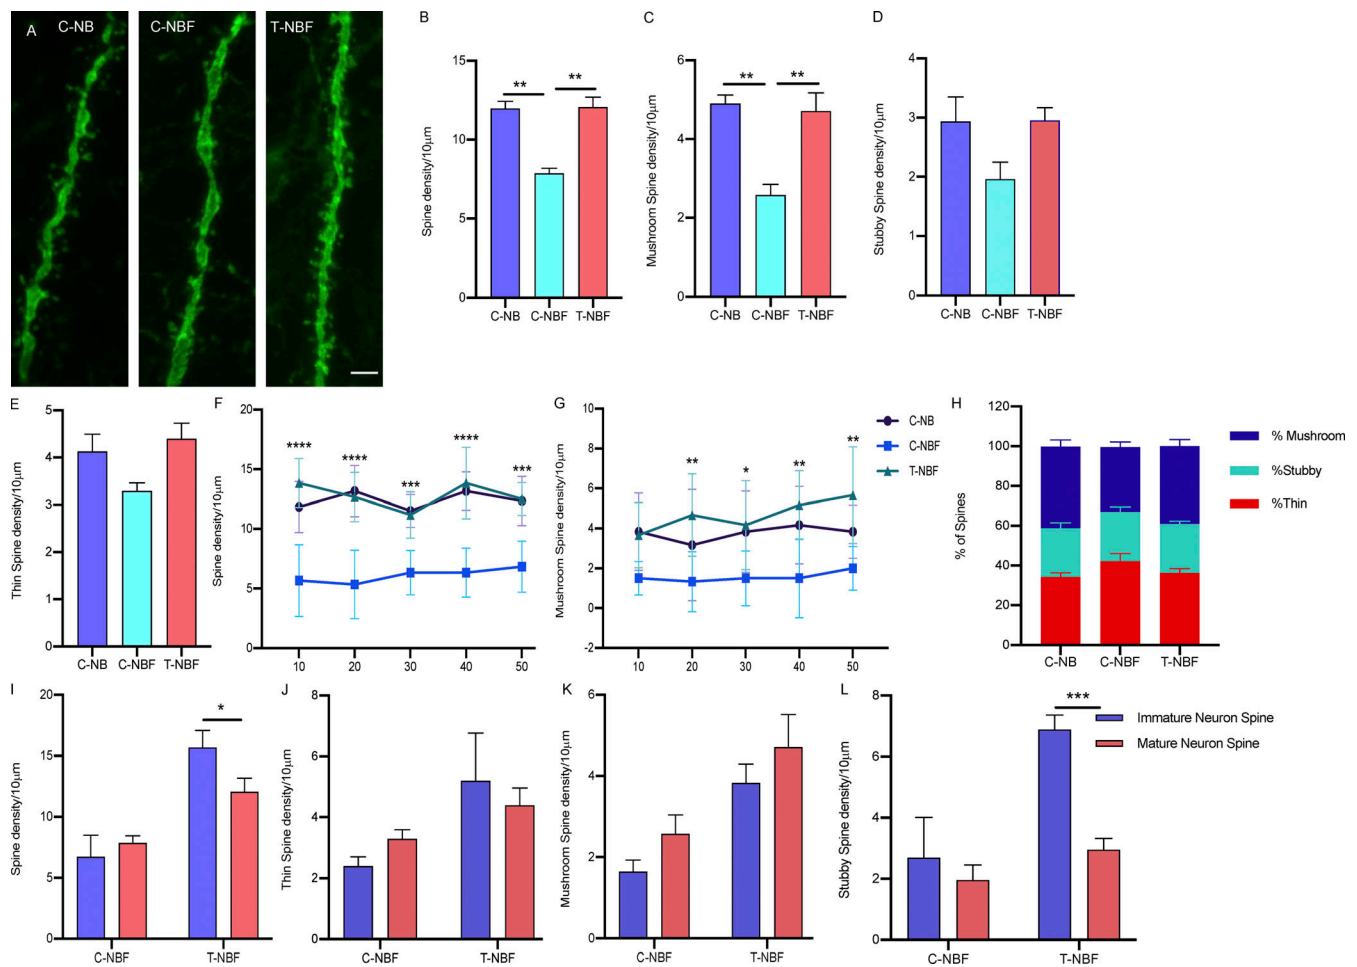 A
C-NB
C-NBF
T-NBF
B
Spine density/10μm
15
10
5
0
**
**
C-NB
C-NBF
T-NBF
C
Mushroom Spine density/10μm
6
4
2
0
**
**
C-NB
C-NBF
T-NBF
D
Stubby Spine density/10μm
4
3
2
1
0
C-NB
C-NBF
T-NBF
E
Thin Spine density/10μm
5
4
3
2
1
0
C-NB
C-NBF
T-NBF
F
Spine density/10μm
20
15
10
5
0
****
****
***
****
***
10
20
30
40
50
G
Mushroom Spine density/10μm
10
8
6
4
2
0
-2
**
*
**
**
10
20
30
40
50
C-NB
C-NBF
T-NBF
H
% of Spines
120
100
80
60
40
20
0
C-NB
C-NBF
T-NBF
% Mushroom
%Stubby
%Thin
I
Spine density/10μm
20
15
10
5
0
*
C-NBF
T-NBF
J
Thin Spine density/10μm
8
6
4
2
0
C-NBF
T-NBF
K
Mushroom Spine density/10μm
6
4
2
0
C-NBF
T-NBF
L
Stubby Spine density/10μm
8
6
4
2
0
***
C-NBF
T-NBF
Immature Neuron Spine
Mature Neuron Spine